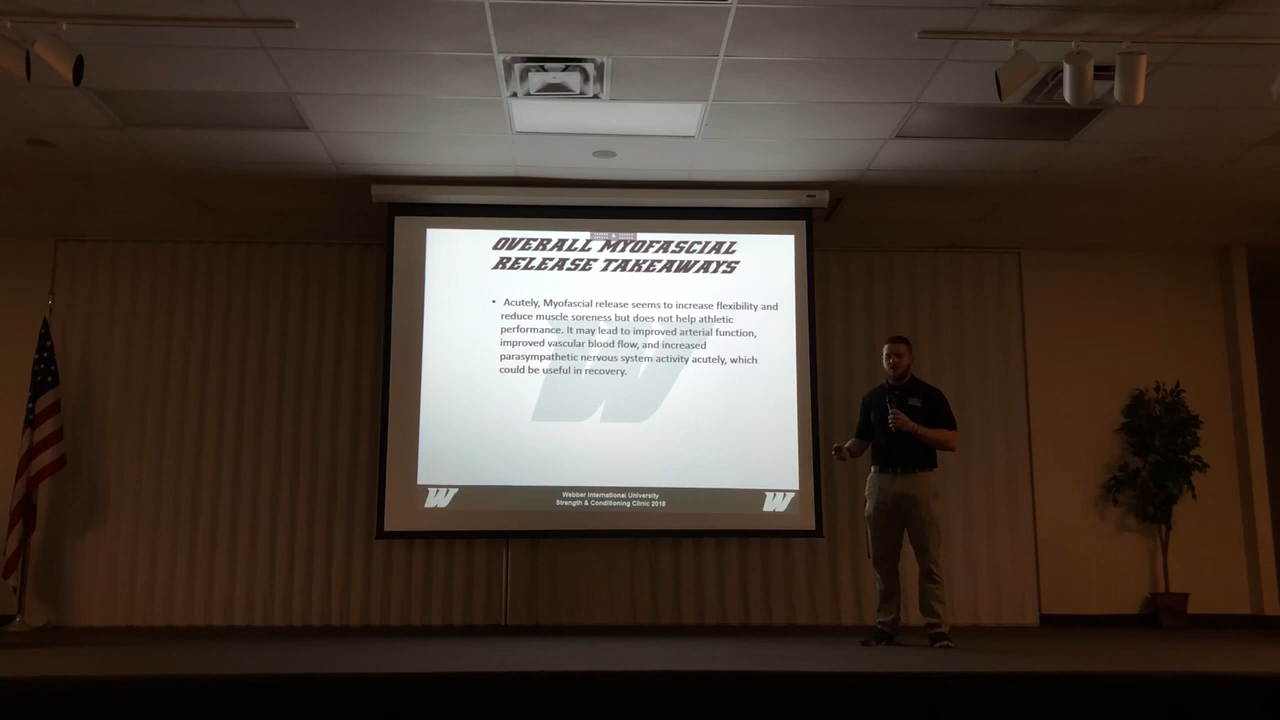 OVERALL MYOFASCIAL
RELEASE TAKEAWAYS
• Acutely, Myofascial release seems to increase flexibility and
reduce muscle soreness but does not help athletic
performance. It may lead to improved arterial function,
improved vascular blood flow, and increased
parasympathetic nervous system activity acutely, which
could be useful in recovery.
W
W Webber International University W
Strength & Conditioning Clinic 2018